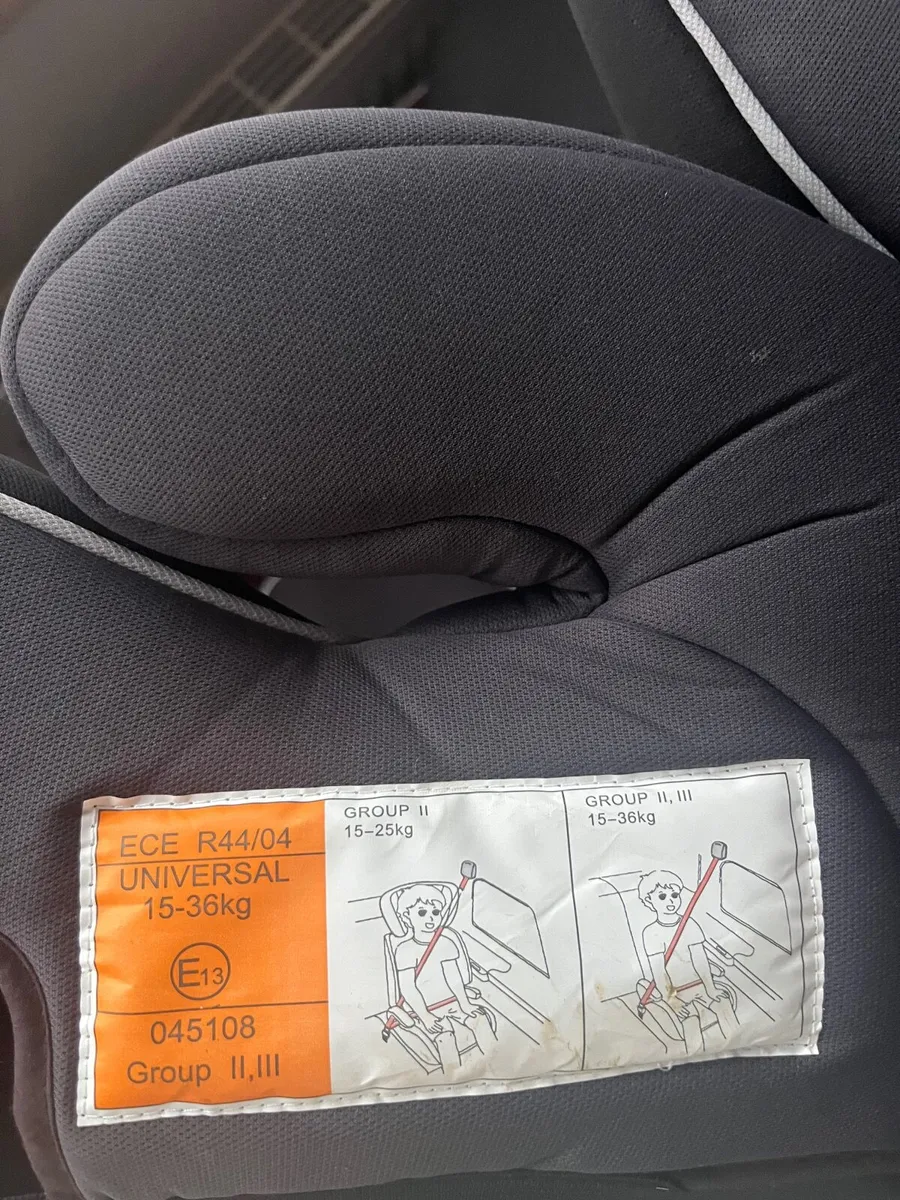 ECE R44/04
UNIVERSAL
15-36kg
E13
045108
Group II,III
GROUP II
15–25kg
GROUP II, III
15–36kg